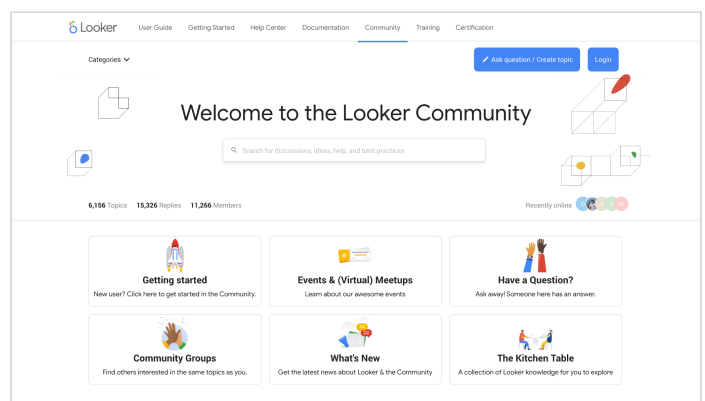 Looker User Guide Getting Started Help Center Documentation Community Training Certification
Categories Ask question / Create topic Login
Welcome to the Looker Community
Search for discussions, ideas, help, and best practices
6,156 Topics 15,326 Replies 11,266 Members Recently online
Getting started Events & (Virtual) Meetups Have a Question?
New user? Click here to get started in the Community. Learn about our awesome events Ask away! Someone here has an answer.
Community Groups What's New The Kitchen Table
Find others interested in the same topics as you. Get the latest news about Looker & the Community A collection of Looker knowledge for you to explore